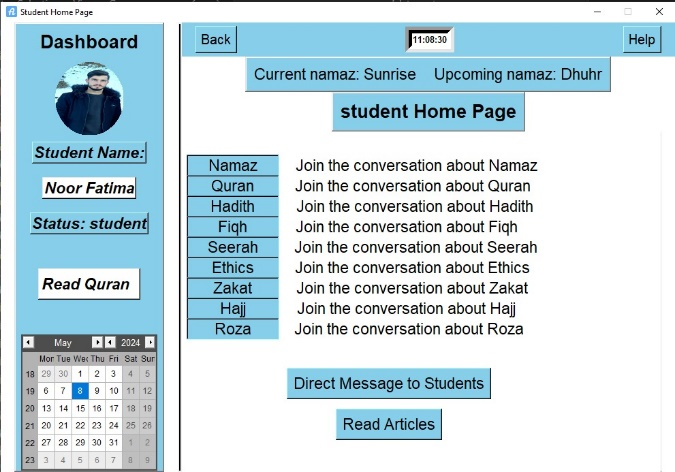 Student Home Page
Dashboard
Student Name:
Noor Fatima
Status: student
Read Quran
May 2024
Mon Tue Wed Thu Fri Sat Sun
18 29 30 1 2 3 4 5
19 6 7 8 9 10 11 12
20 13 14 15 16 17 18 19
21 20 21 22 23 24 25 26
22 27 28 29 30 31 1 2
23 3 4 5 6 7 8 9
Back 11:08:30 Help
Current namaz: Sunrise Upcoming namaz: Dhuhr
student Home Page
Namaz Join the conversation about Namaz
Quran Join the conversation about Quran
Hadith Join the conversation about Hadith
Fiqh Join the conversation about Fiqh
Seerah Join the conversation about Seerah
Ethics Join the conversation about Ethics
Zakat Join the conversation about Zakat
Hajj Join the conversation about Hajj
Roza Join the conversation about Roza
Direct Message to Students
Read Articles